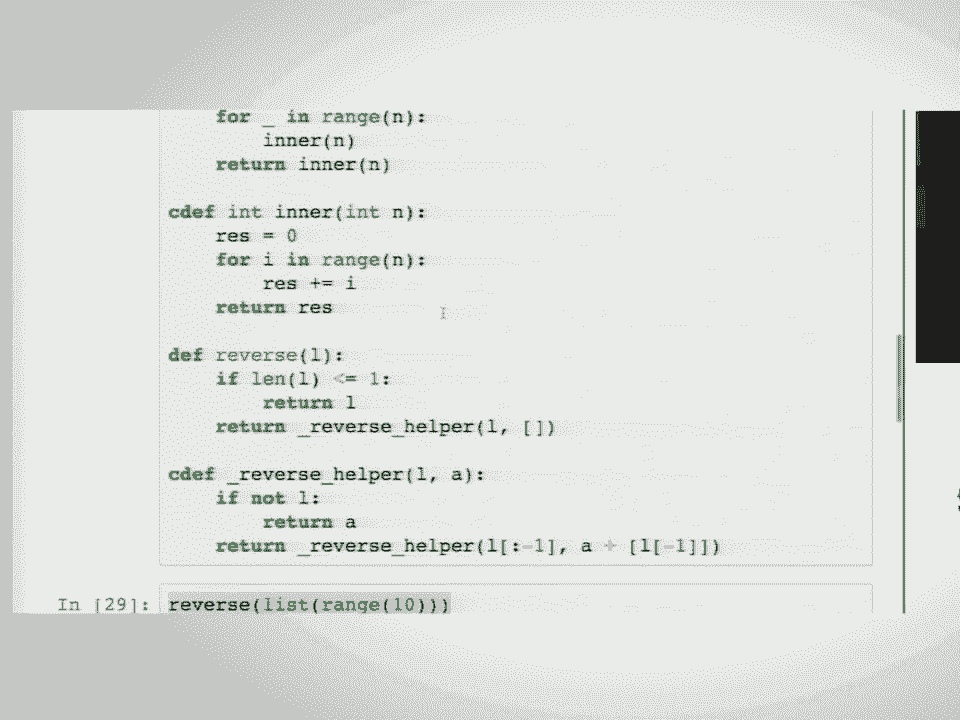 for _ in range(n):
inner(n)
return inner(n)
cdef int inner(int n):
res = 0
for i in range(n):
res += i
return res
def reverse(l):
if len(l) <= 1:
return l
return _reverse_helper(l, [])
cdef _reverse_helper(l, a):
if not l:
return a
return _reverse_helper(l[:-1], a + [l[-1]])
In [29]: reverse(list(range(10)))